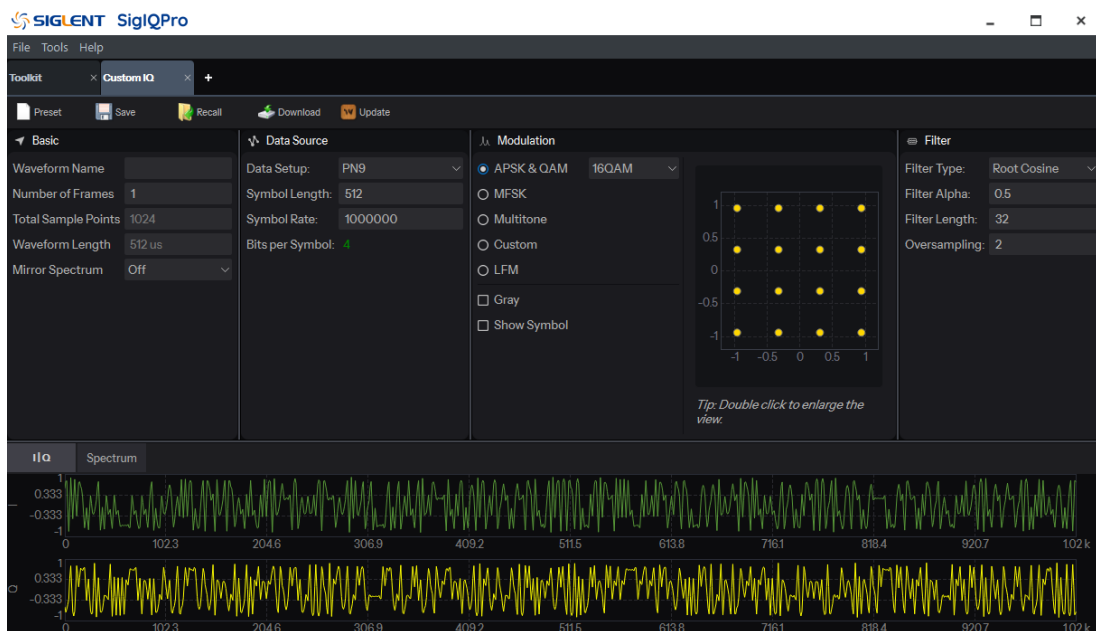 SIGLENT SigIQPro
File Tools Help
Toolkit × Custom IQ × +
Preset Save Recall Download Update
Basic
Waveform Name
Number of Frames 1
Total Sample Points 1024
Waveform Length 512 us
Mirror Spectrum Off
Data Source
Data Setup: PN9
Symbol Length: 512
Symbol Rate: 1000000
Bits per Symbol: 4
Modulation
APSK & QAM 16QAM
MFSK
Multitone
Custom
LFM
Gray
Show Symbol
1
0.5
0
-0.5
-1
-1 -0.5 0 0.5 1
Tip: Double click to enlarge the
view.
Filter
Filter Type: Root Cosine
Filter Alpha: 0.5
Filter Length: 32
Oversampling: 2
I|Q Spectrum
I
1
0.333
-0.333
-1
0 102.3 204.6 306.9 409.2 511.5 613.8 716.1 818.4 920.7 1.02 k
Q
1
0.333
-0.333
-1
0 102.3 204.6 306.9 409.2 511.5 613.8 716.1 818.4 920.7 1.02 k